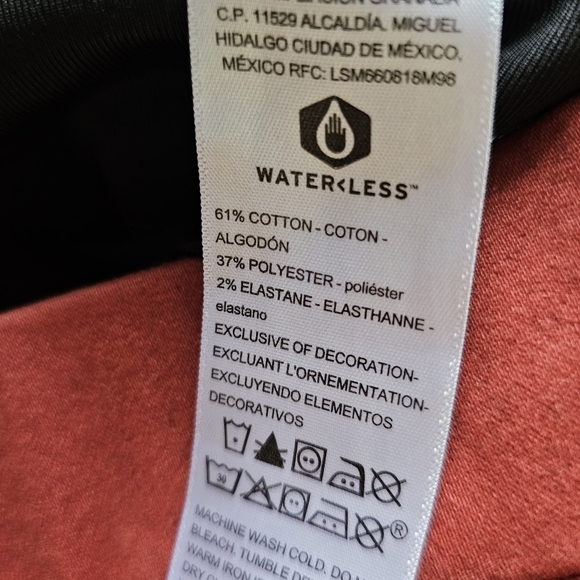 C.P. 11529 ALCALDÍA. MIGUEL
HIDALGO CIUDAD DE MÉXICO,
MÉXICO RFC: LSM660818M98
WATER<LESS™
61% COTTON - COTON -
ALGODÓN
37% POLYESTER - poliéster
2% ELASTANE - ELASTHANNE -
elastano
EXCLUSIVE OF DECORATION-
EXCLUANT L'ORNEMENTATION-
EXCLUYENDO ELEMENTOS
DECORATIVOS
30 ®
MACHINE WASH COLD. DO
BLEACH. TUMBLE
WARM IRON